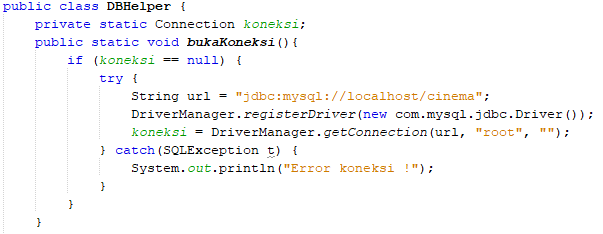 public class DBHelper {
    private static Connection koneksi;
    public static void bukaKoneksi(){
        if (koneksi == null) {
            try {
                String url = "jdbc:mysql://localhost/cinema";
                DriverManager.registerDriver(new com.mysql.jdbc.Driver());
                koneksi = DriverManager.getConnection(url, "root", "");
            } catch(SQLException t) {
                System.out.println("Error koneksi !");
            }
        }
    }